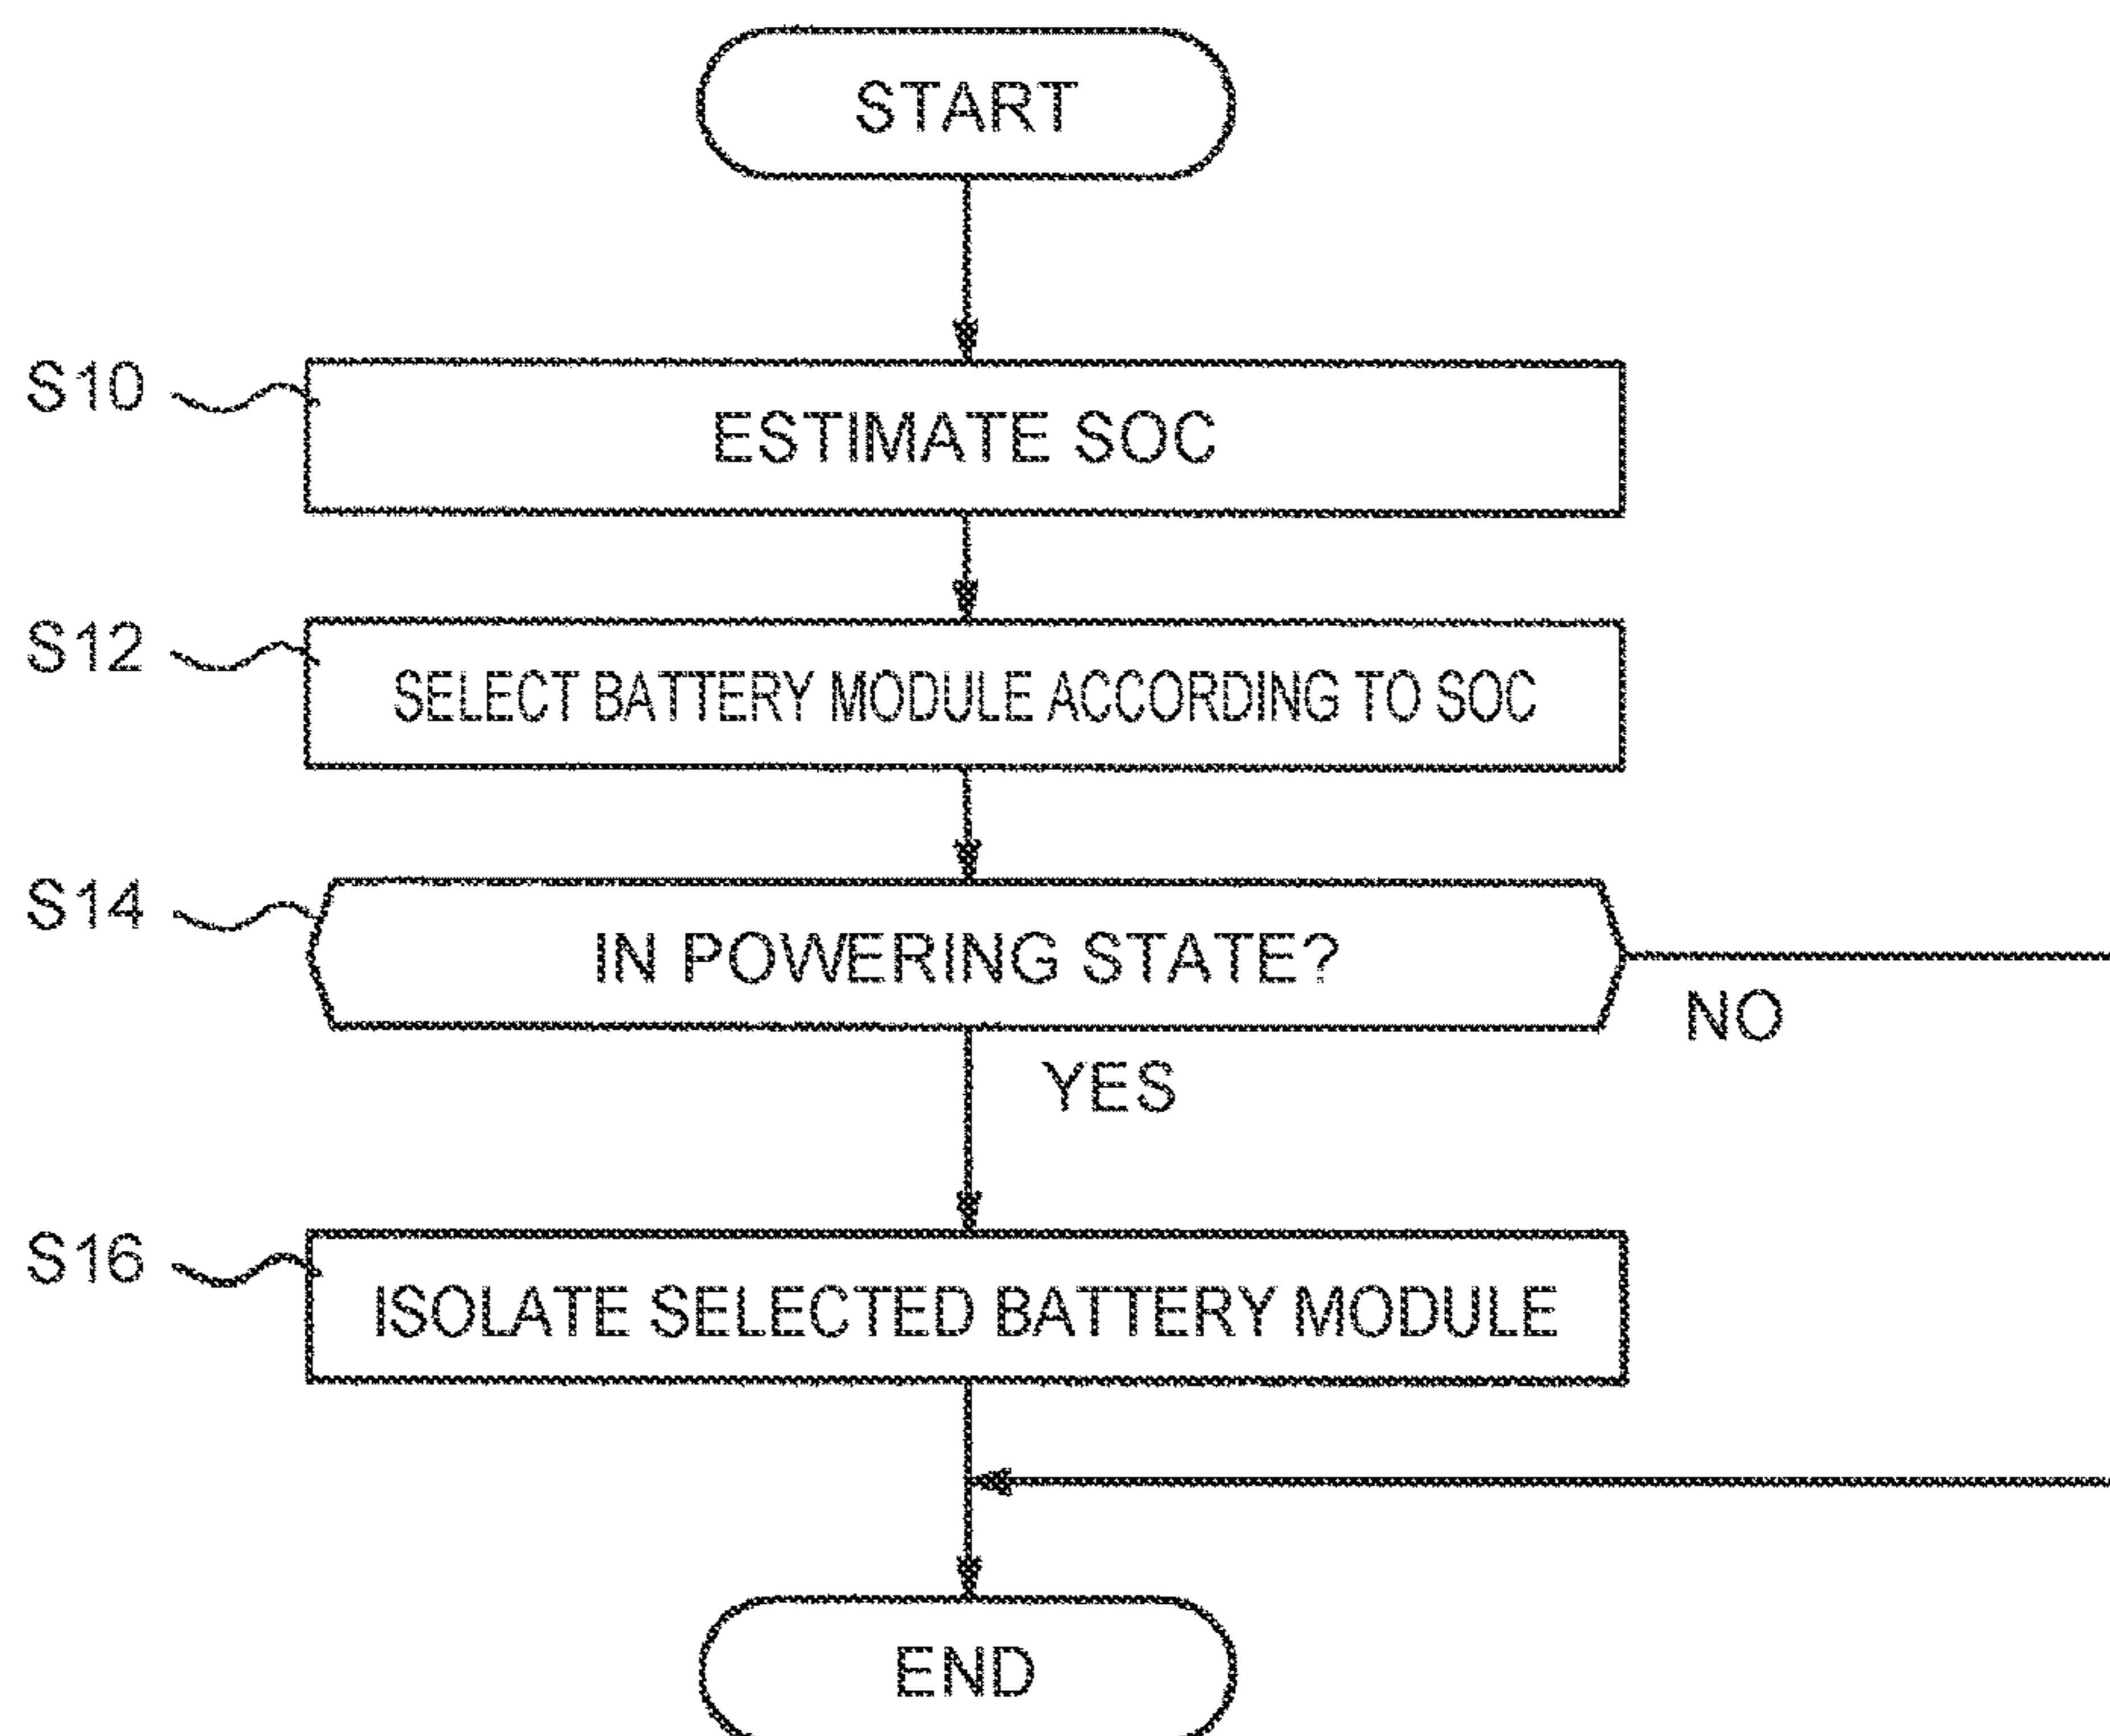 START
S10
ESTIMATE SOC
S12
SELECT BATTERY MODULE ACCORDING TO SOC
S14
IN POWERING STATE?
NO
YES
S16
ISOLATE SELECTED BATTERY MODULE
END